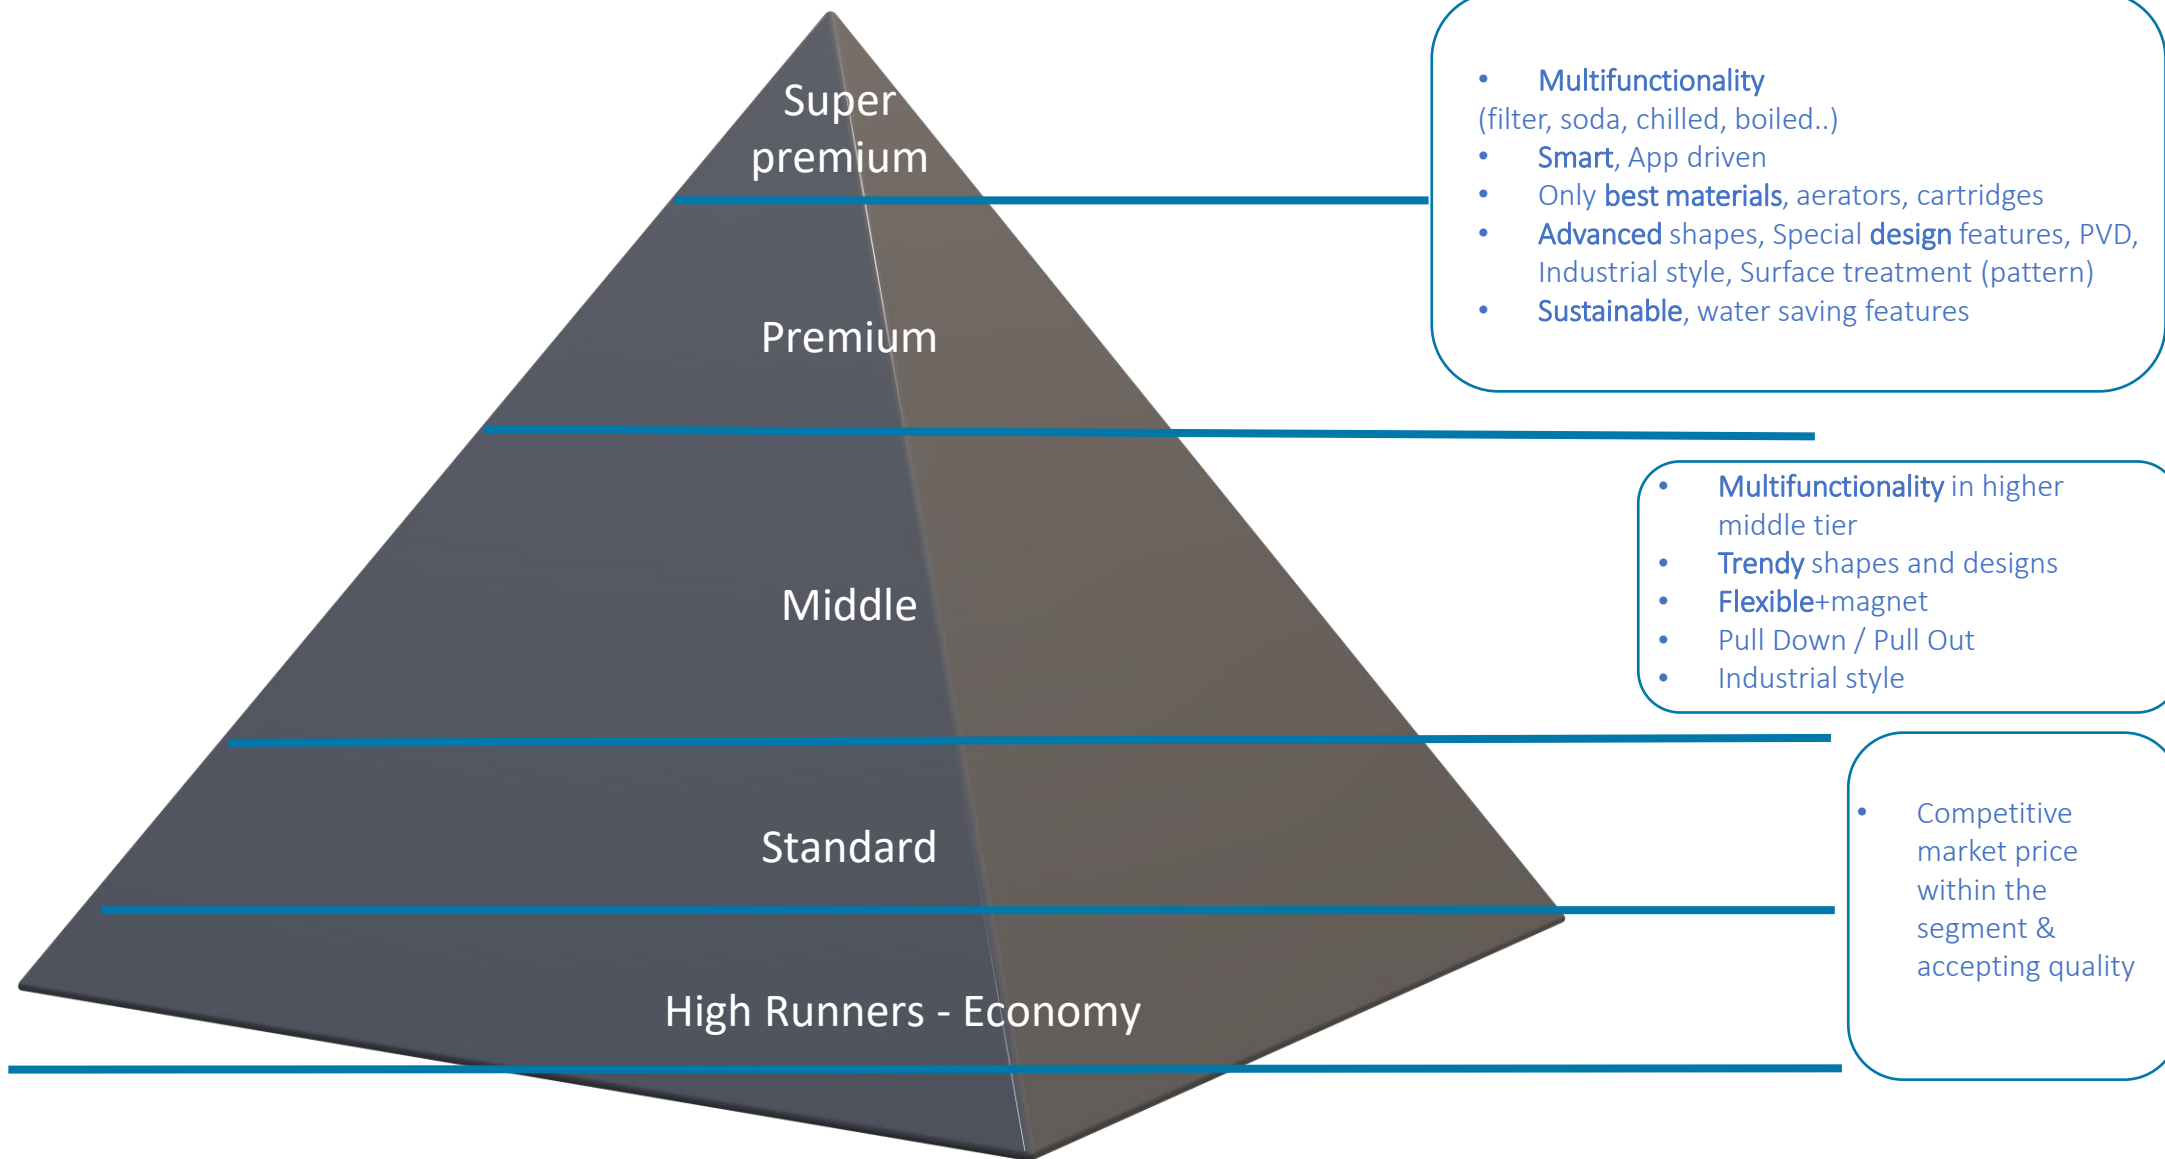 Super
premium
Premium
Middle
Standard
High Runners - Economy
• Multifunctionality
(filter, soda, chilled, boiled..)
• Smart, App driven
• Only best materials, aerators, cartridges
• Advanced shapes, Special design features, PVD,
Industrial style, Surface treatment (pattern)
• Sustainable, water saving features
• Multifunctionality in higher
middle tier
• Trendy shapes and designs
• Flexible+magnet
• Pull Down / Pull Out
• Industrial style
• Competitive
market price
within the
segment &
accepting quality